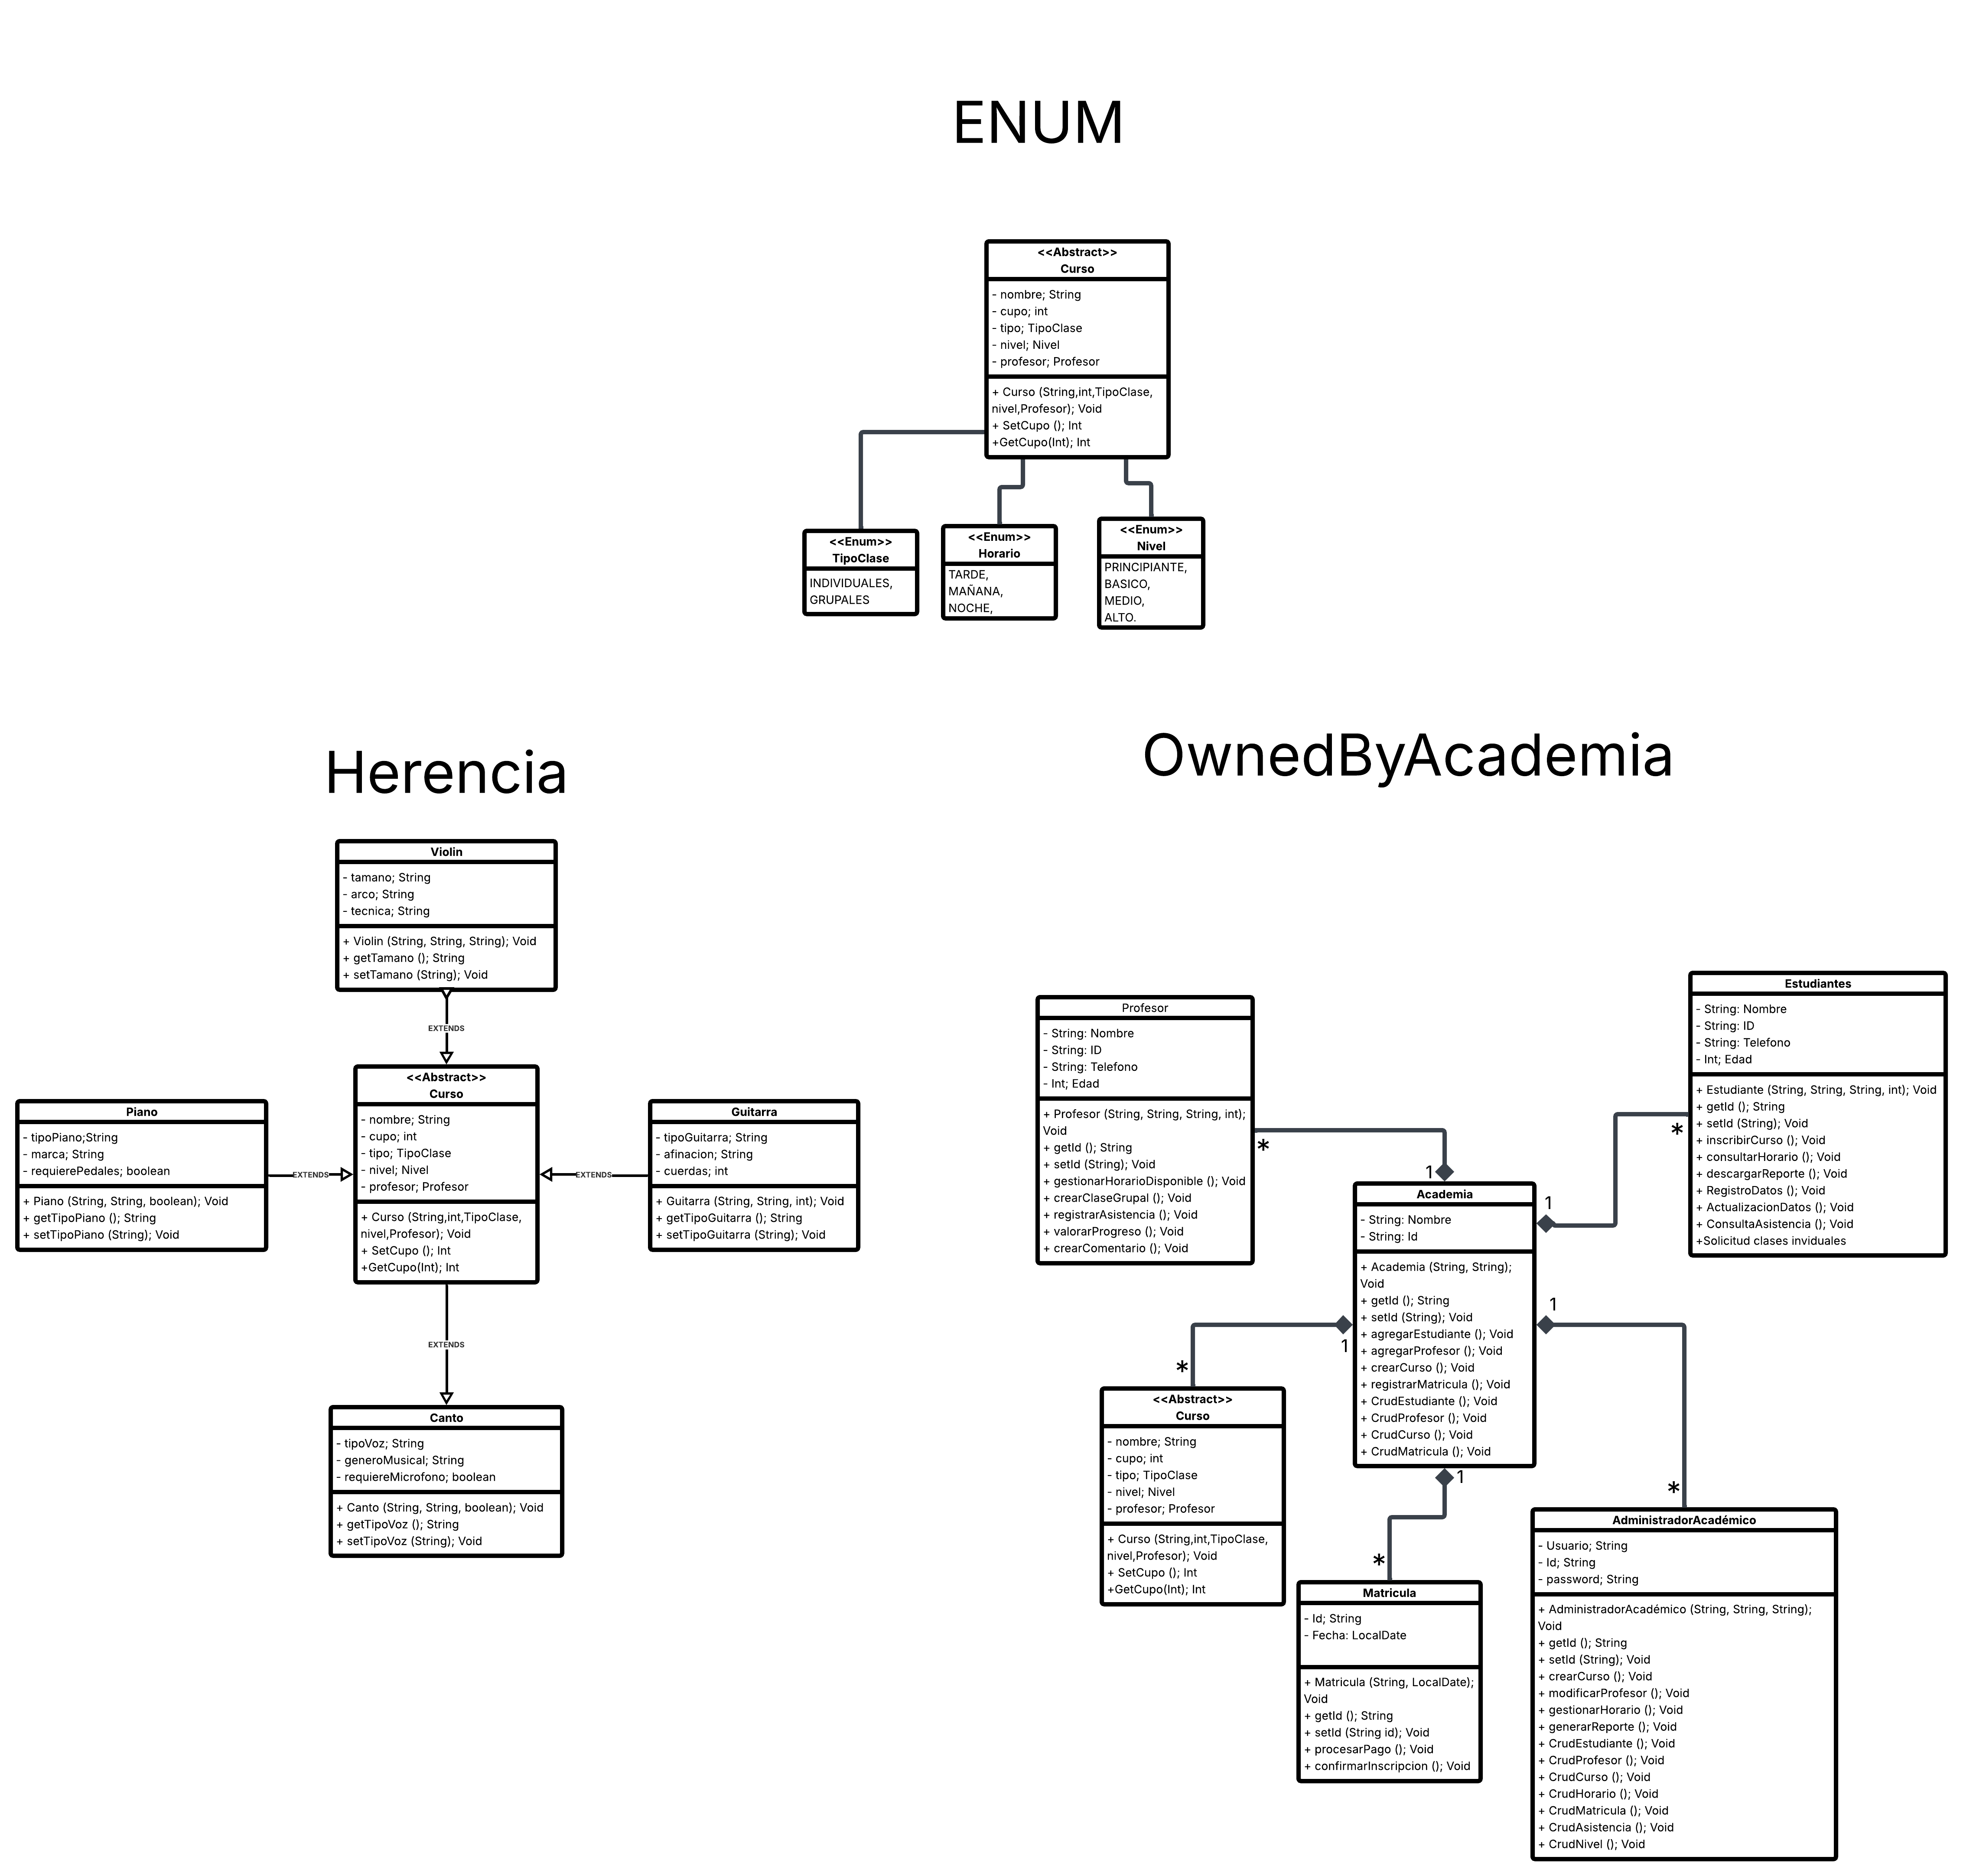 ENUM
<<Abstract>>
Curso
- nombre; String
- cupo; int
- tipo; TipoClase
- nivel; Nivel
- profesor; Profesor
+ Curso (String,int,TipoClase,
nivel,Profesor); Void
+ SetCupo (); Int
+GetCupo(Int); Int
<<Enum>>
TipoClase
INDIVIDUALES,
GRUPALES
<<Enum>>
Horario
TARDE,
MAÑANA,
NOCHE,
<<Enum>>
Nivel
PRINCIPIANTE,
BASICO,
MEDIO,
ALTO.
Herencia
Violin
- tamano; String
- arco; String
- tecnica; String
+ Violin (String, String, String); Void
+ getTamano (); String
+ setTamano (String); Void
EXTENDS
Piano
- tipoPiano;String
- marca; String
- requierePedales; boolean
+ Piano (String, String, boolean); Void
+ getTipoPiano (); String
+ setTipoPiano (String); Void
EXTENDS
<<Abstract>>
Curso
- nombre; String
- cupo; int
- tipo; TipoClase
- nivel; Nivel
- profesor; Profesor
+ Curso (String,int,TipoClase,
nivel,Profesor); Void
+ SetCupo (); Int
+GetCupo(Int); Int
EXTENDS
Guitarra
- tipoGuitarra; String
- afinacion; String
- cuerdas; int
+ Guitarra (String, String, int); Void
+ getTipoGuitarra (); String
+ setTipoGuitarra (String); Void
EXTENDS
Canto
- tipoVoz; String
- generoMusical; String
- requiereMicrofono; boolean
+ Canto (String, String, boolean); Void
+ getTipoVoz (); String
+ setTipoVoz (String); Void
OwnedByAcademia
Profesor
- String: Nombre
- String: ID
- String: Telefono
- Int; Edad
+ Profesor (String, String, String, int);
Void
+ getId (); String
+ setId (String); Void
+ gestionarHorarioDisponible (); Void
+ crearClaseGrupal (); Void
+ registrarAsistencia (); Void
+ valorarProgreso (); Void
+ crearComentario (); Void
*
1
Estudiantes
- String: Nombre
- String: ID
- String: Telefono
- Int; Edad
+ Estudiante (String, String, String, int); Void
+ getId (); String
+ setId (String); Void
+ inscribirCurso (); Void
+ consultarHorario (); Void
+ descargarReporte (); Void
+ RegistroDatos (); Void
+ ActualizacionDatos (); Void
+ ConsultaAsistencia (); Void
+Solicitud clases inviduales
*
1
Academia
- String: Nombre
- String: Id
+ Academia (String, String);
Void
+ getId (); String
+ setId (String); Void
+ agregarEstudiante (); Void
+ agregarProfesor (); Void
+ crearCurso (); Void
+ registrarMatricula (); Void
+ CrudEstudiante (); Void
+ CrudProfesor (); Void
+ CrudCurso (); Void
+ CrudMatricula (); Void
1
*
1
*
1
*
<<Abstract>>
Curso
- nombre; String
- cupo; int
- tipo; TipoClase
- nivel; Nivel
- profesor; Profesor
+ Curso (String,int,TipoClase,
nivel,Profesor); Void
+ SetCupo (); Int
+GetCupo(Int); Int
Matricula
- Id; String
- Fecha: LocalDate
+ Matricula (String, LocalDate);
Void
+ getId (); String
+ setId (String id); Void
+ procesarPago (); Void
+ confirmarInscripcion (); Void
AdministradorAcadémico
- Usuario; String
- Id; String
- password; String
+ AdministradorAcadémico (String, String, String);
Void
+ getId (); String
+ setId (String); Void
+ crearCurso (); Void
+ modificarProfesor (); Void
+ gestionarHorario (); Void
+ generarReporte (); Void
+ CrudEstudiante (); Void
+ CrudProfesor (); Void
+ CrudCurso (); Void
+ CrudHorario (); Void
+ CrudMatricula (); Void
+ CrudAsistencia (); Void
+ CrudNivel (); Void